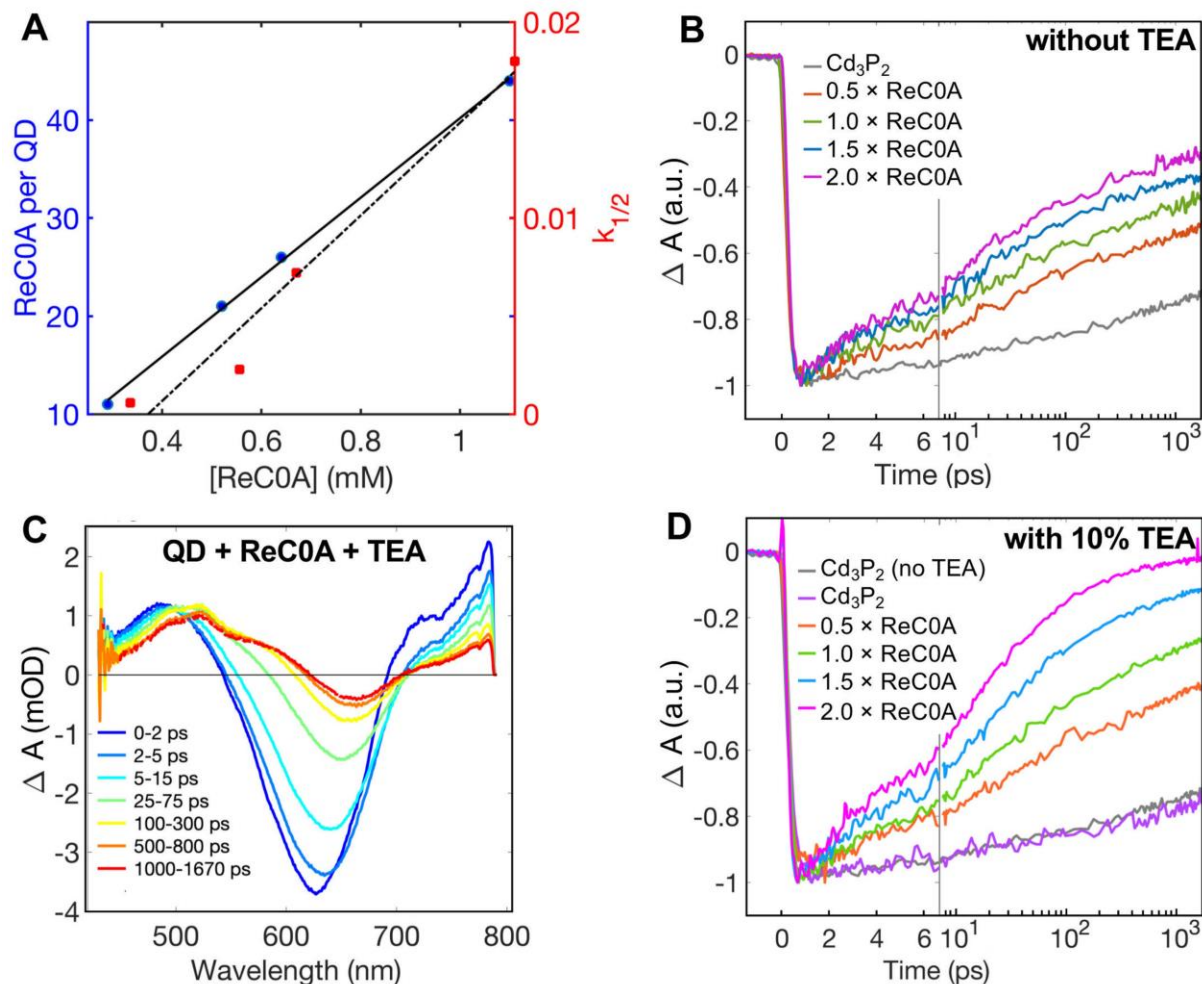 A
ReC0A per QD
40
30
20
10
0.4
0.6
0.8
1
[ReC0A] (mM)
0.02
0.01
0
k1/2
B
without TEA
Cd3P2
0.5 × ReC0A
1.0 × ReC0A
1.5 × ReC0A
2.0 × ReC0A
Δ A (a.u.)
0
-0.2
-0.4
-0.6
-0.8
-1
0 2 4 6 10^1 10^2 10^3
Time (ps)
C
QD + ReC0A + TEA
Δ A (mOD)
2
1
0
-1
-2
-3
-4
0-2 ps
2-5 ps
5-15 ps
25-75 ps
100-300 ps
500-800 ps
1000-1670 ps
500 600 700 800
Wavelength (nm)
D
with 10% TEA
Cd3P2 (no TEA)
Cd3P2
0.5 × ReC0A
1.0 × ReC0A
1.5 × ReC0A
2.0 × ReC0A
Δ A (a.u.)
0
-0.2
-0.4
-0.6
-0.8
-1
0 2 4 6 10^1 10^2 10^3
Time (ps)